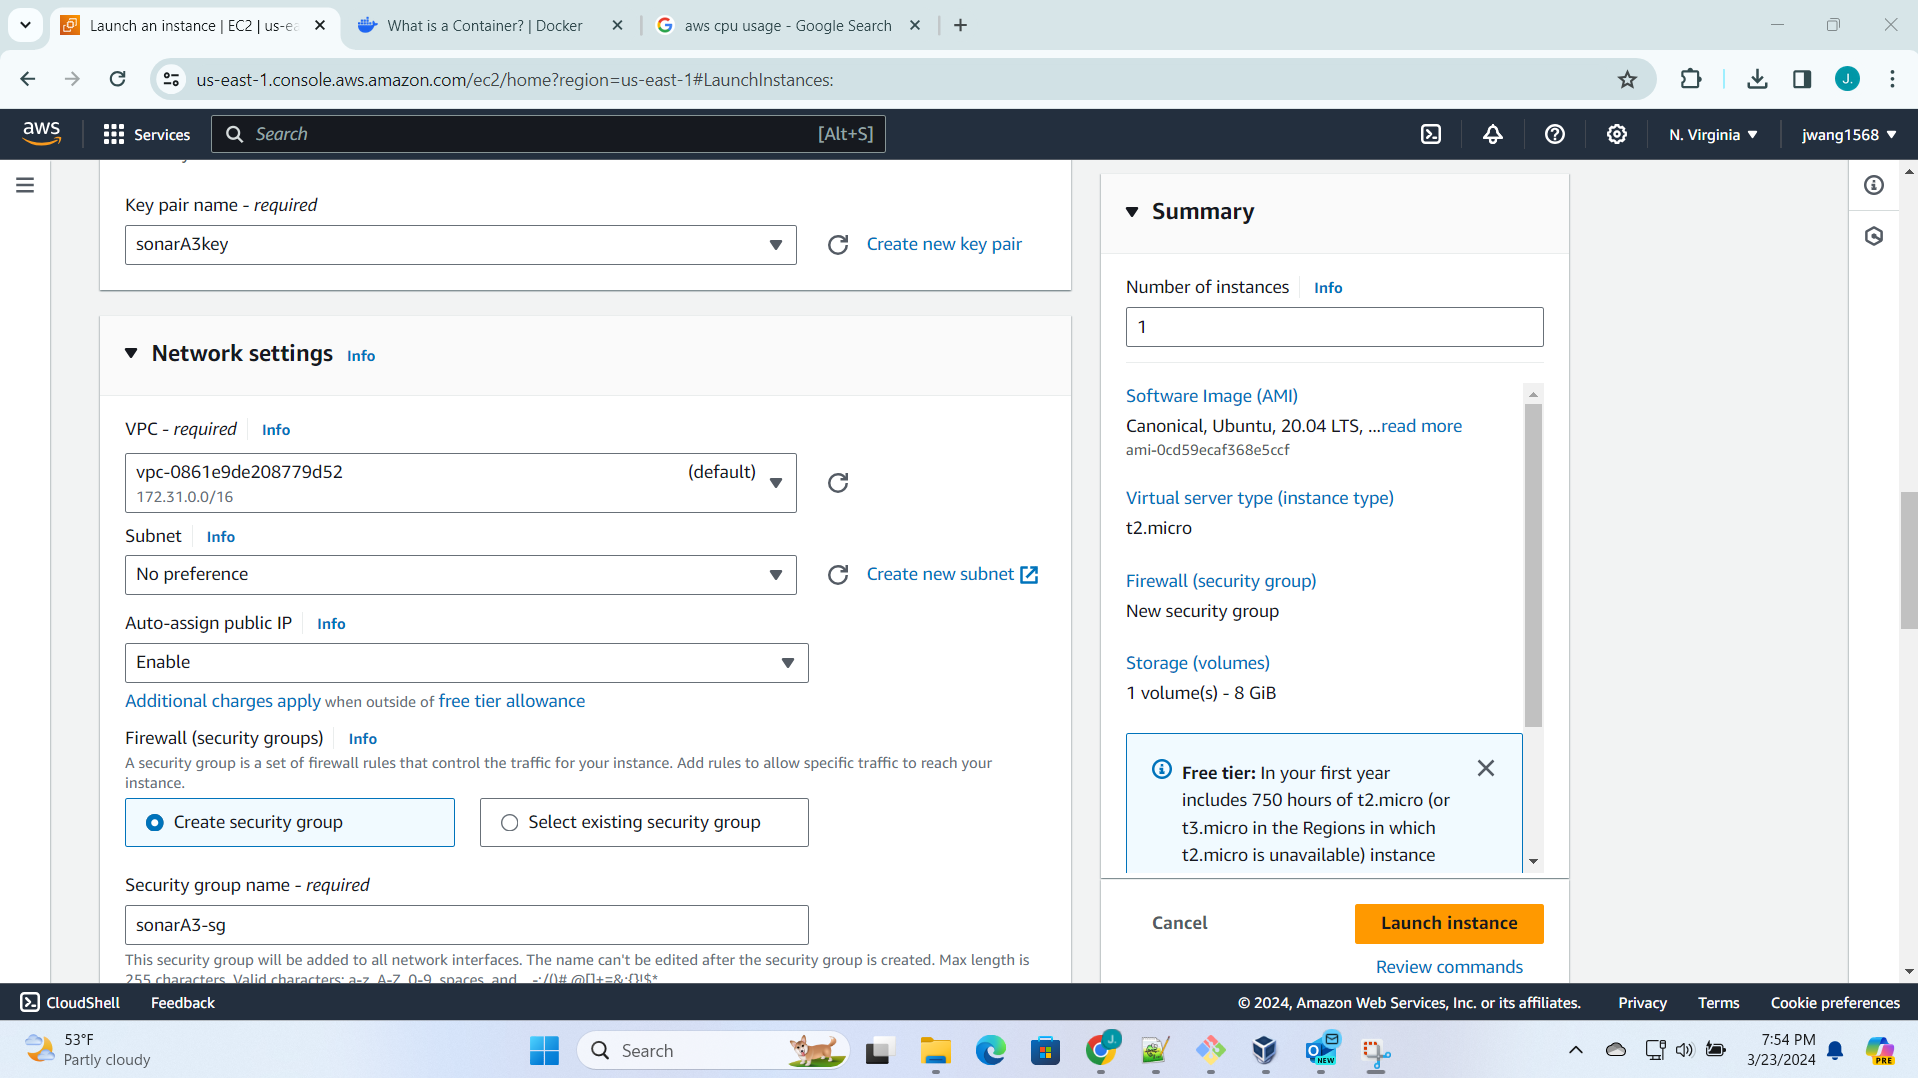 Launch an instance | EC2 | us-ea
What is a Container? | Docker
aws cpu usage - Google Search
us-east-1.console.aws.amazon.com/ec2/home?region=us-east-1#LaunchInstances:
J.
aws
Services
Search
[Alt+S]
N. Virginia
jwang1568
Key pair name - required
sonarA3key
Create new key pair
Network settings
Info
VPC - required
Info
vpc-0861e9de208779d52
(default)
172.31.0.0/16
Subnet
Info
No preference
Create new subnet
Auto-assign public IP
Info
Enable
Additional charges apply when outside of free tier allowance
Firewall (security groups)
Info
A security group is a set of firewall rules that control the traffic for your instance. Add rules to allow specific traffic to reach your
instance.
Create security group
Select existing security group
Security group name - required
sonarA3-sg
This security group will be added to all network interfaces. The name can't be edited after the security group is created. Max length is
255 characters. Valid characters: a-z, A-Z, 0-9, spaces, and ._-:/()#,@[]+=&;{}!$*
Summary
Number of instances
Info
1
Software Image (AMI)
Canonical, Ubuntu, 20.04 LTS, ...read more
ami-0cd59ecaf368e5ccf
Virtual server type (instance type)
t2.micro
Firewall (security group)
New security group
Storage (volumes)
1 volume(s) - 8 GiB
Free tier: In your first year
includes 750 hours of t2.micro (or
t3.micro in the Regions in which
t2.micro is unavailable) instance
Cancel
Launch instance
Review commands
CloudShell
Feedback
© 2024, Amazon Web Services, Inc. or its affiliates.
Privacy
Terms
Cookie preferences
53°F
Partly cloudy
Search
J.
NEW
7:54 PM
3/23/2024
PRE